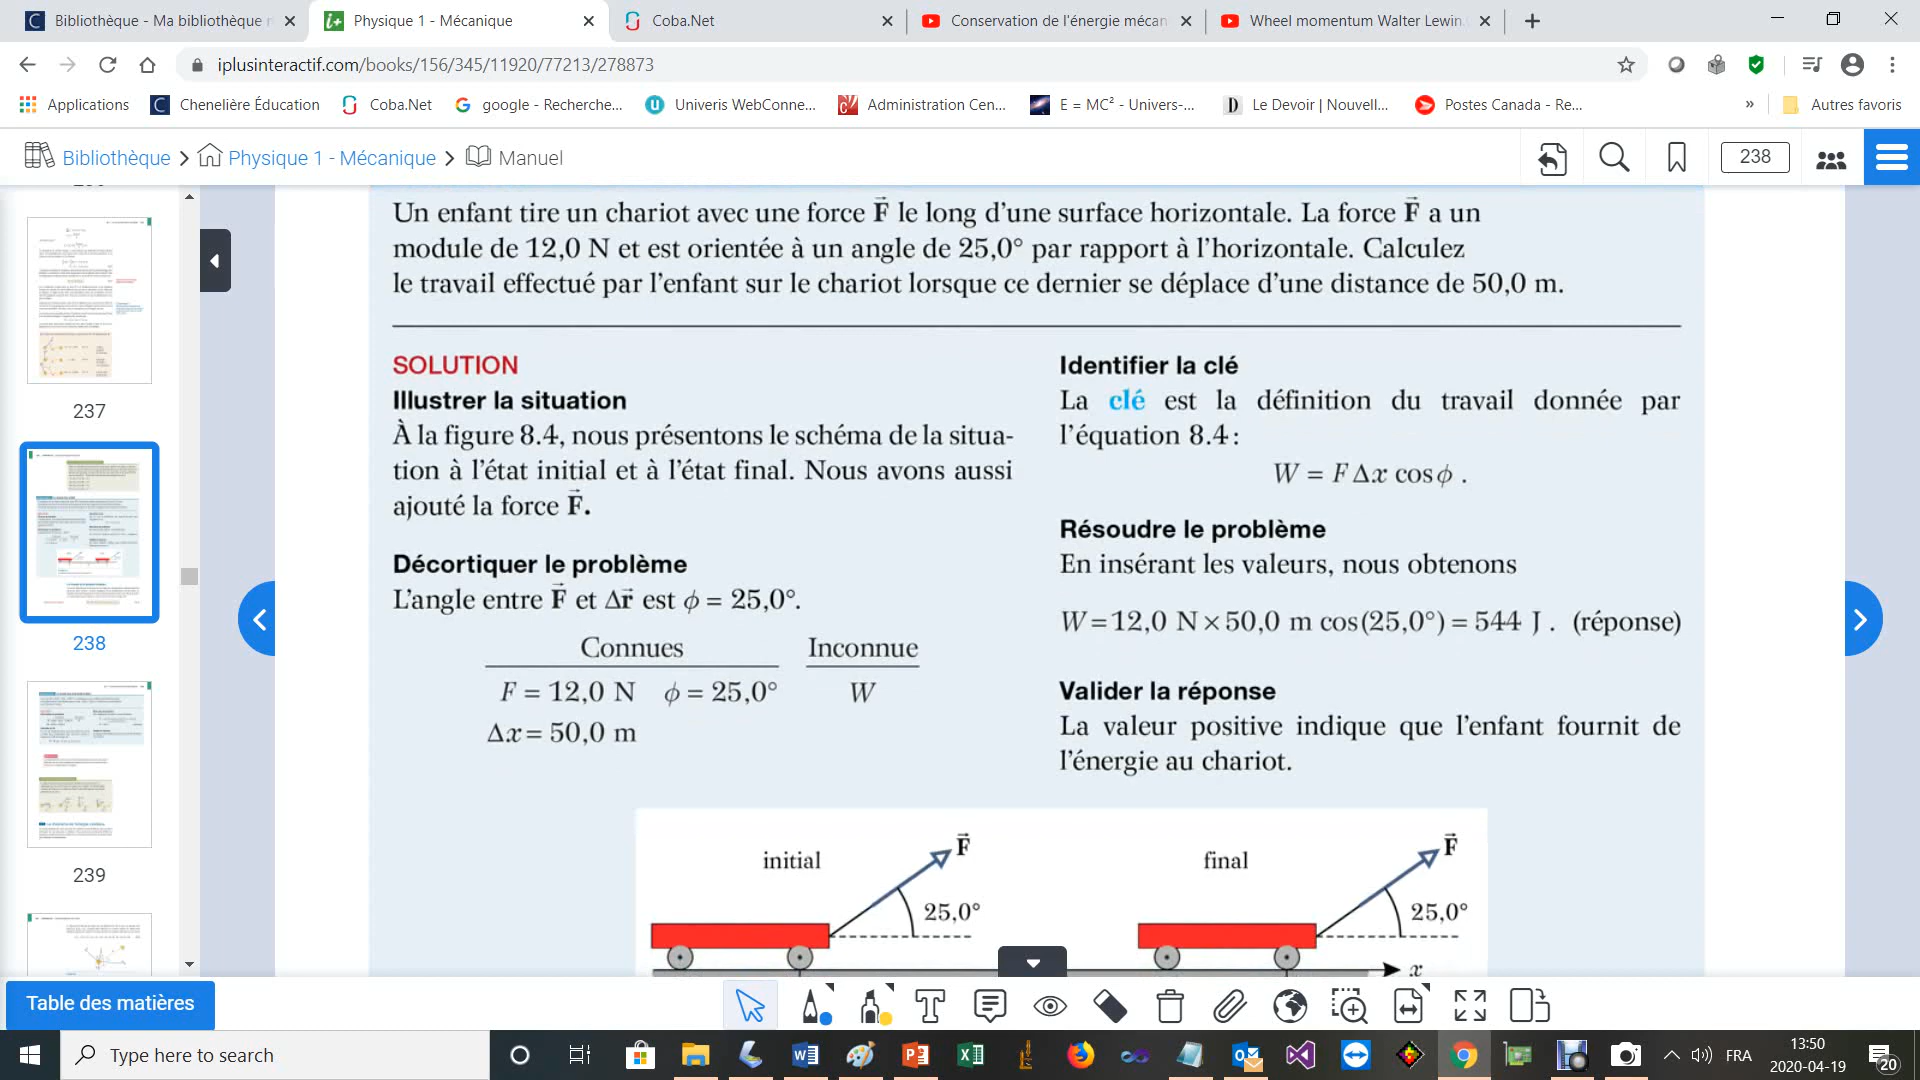 Bibliothèque - Ma bibliothèque n
Physique 1 - Mécanique
Coba.Net
Conservation de l'énergie mécan
Wheel momentum Walter Lewin.
iplusinteractif.com/books/156/345/11920/77213/278873
Applications
Chenelière Éducation
Coba.Net
google - Recherche...
Univeris WebConne...
Administration Cen...
E = MC² - Univers-...
Le Devoir | Nouvell...
Postes Canada - Re...
»
Autres favoris
Bibliothèque > Physique 1 - Mécanique > Manuel
238
237
238
239
Un enfant tire un chariot avec une force F⃗ le long d'une surface horizontale. La force F⃗ a un
module de 12,0 N et est orientée à un angle de 25,0° par rapport à l'horizontale. Calculez
le travail effectué par l'enfant sur le chariot lorsque ce dernier se déplace d'une distance de 50,0 m.
SOLUTION
Illustrer la situation
À la figure 8.4, nous présentons le schéma de la situa-
tion à l'état initial et à l'état final. Nous avons aussi
ajouté la force F⃗.
Décortiquer le problème
L'angle entre F⃗ et Δr⃗ est ϕ = 25,0°.
Connues Inconnue
F = 12,0 N ϕ = 25,0° W
Δx = 50,0 m
Identifier la clé
La clé est la définition du travail donnée par
l'équation 8.4 :
W = F Δx cos ϕ .
Résoudre le problème
En insérant les valeurs, nous obtenons
W = 12,0 N × 50,0 m cos(25,0°) = 544 J . (réponse)
Valider la réponse
La valeur positive indique que l'enfant fournit de
l'énergie au chariot.
initial
F⃗
25,0°
final
F⃗
25,0°
x
Table des matières
Type here to search
FRA
13:50
2020-04-19
20